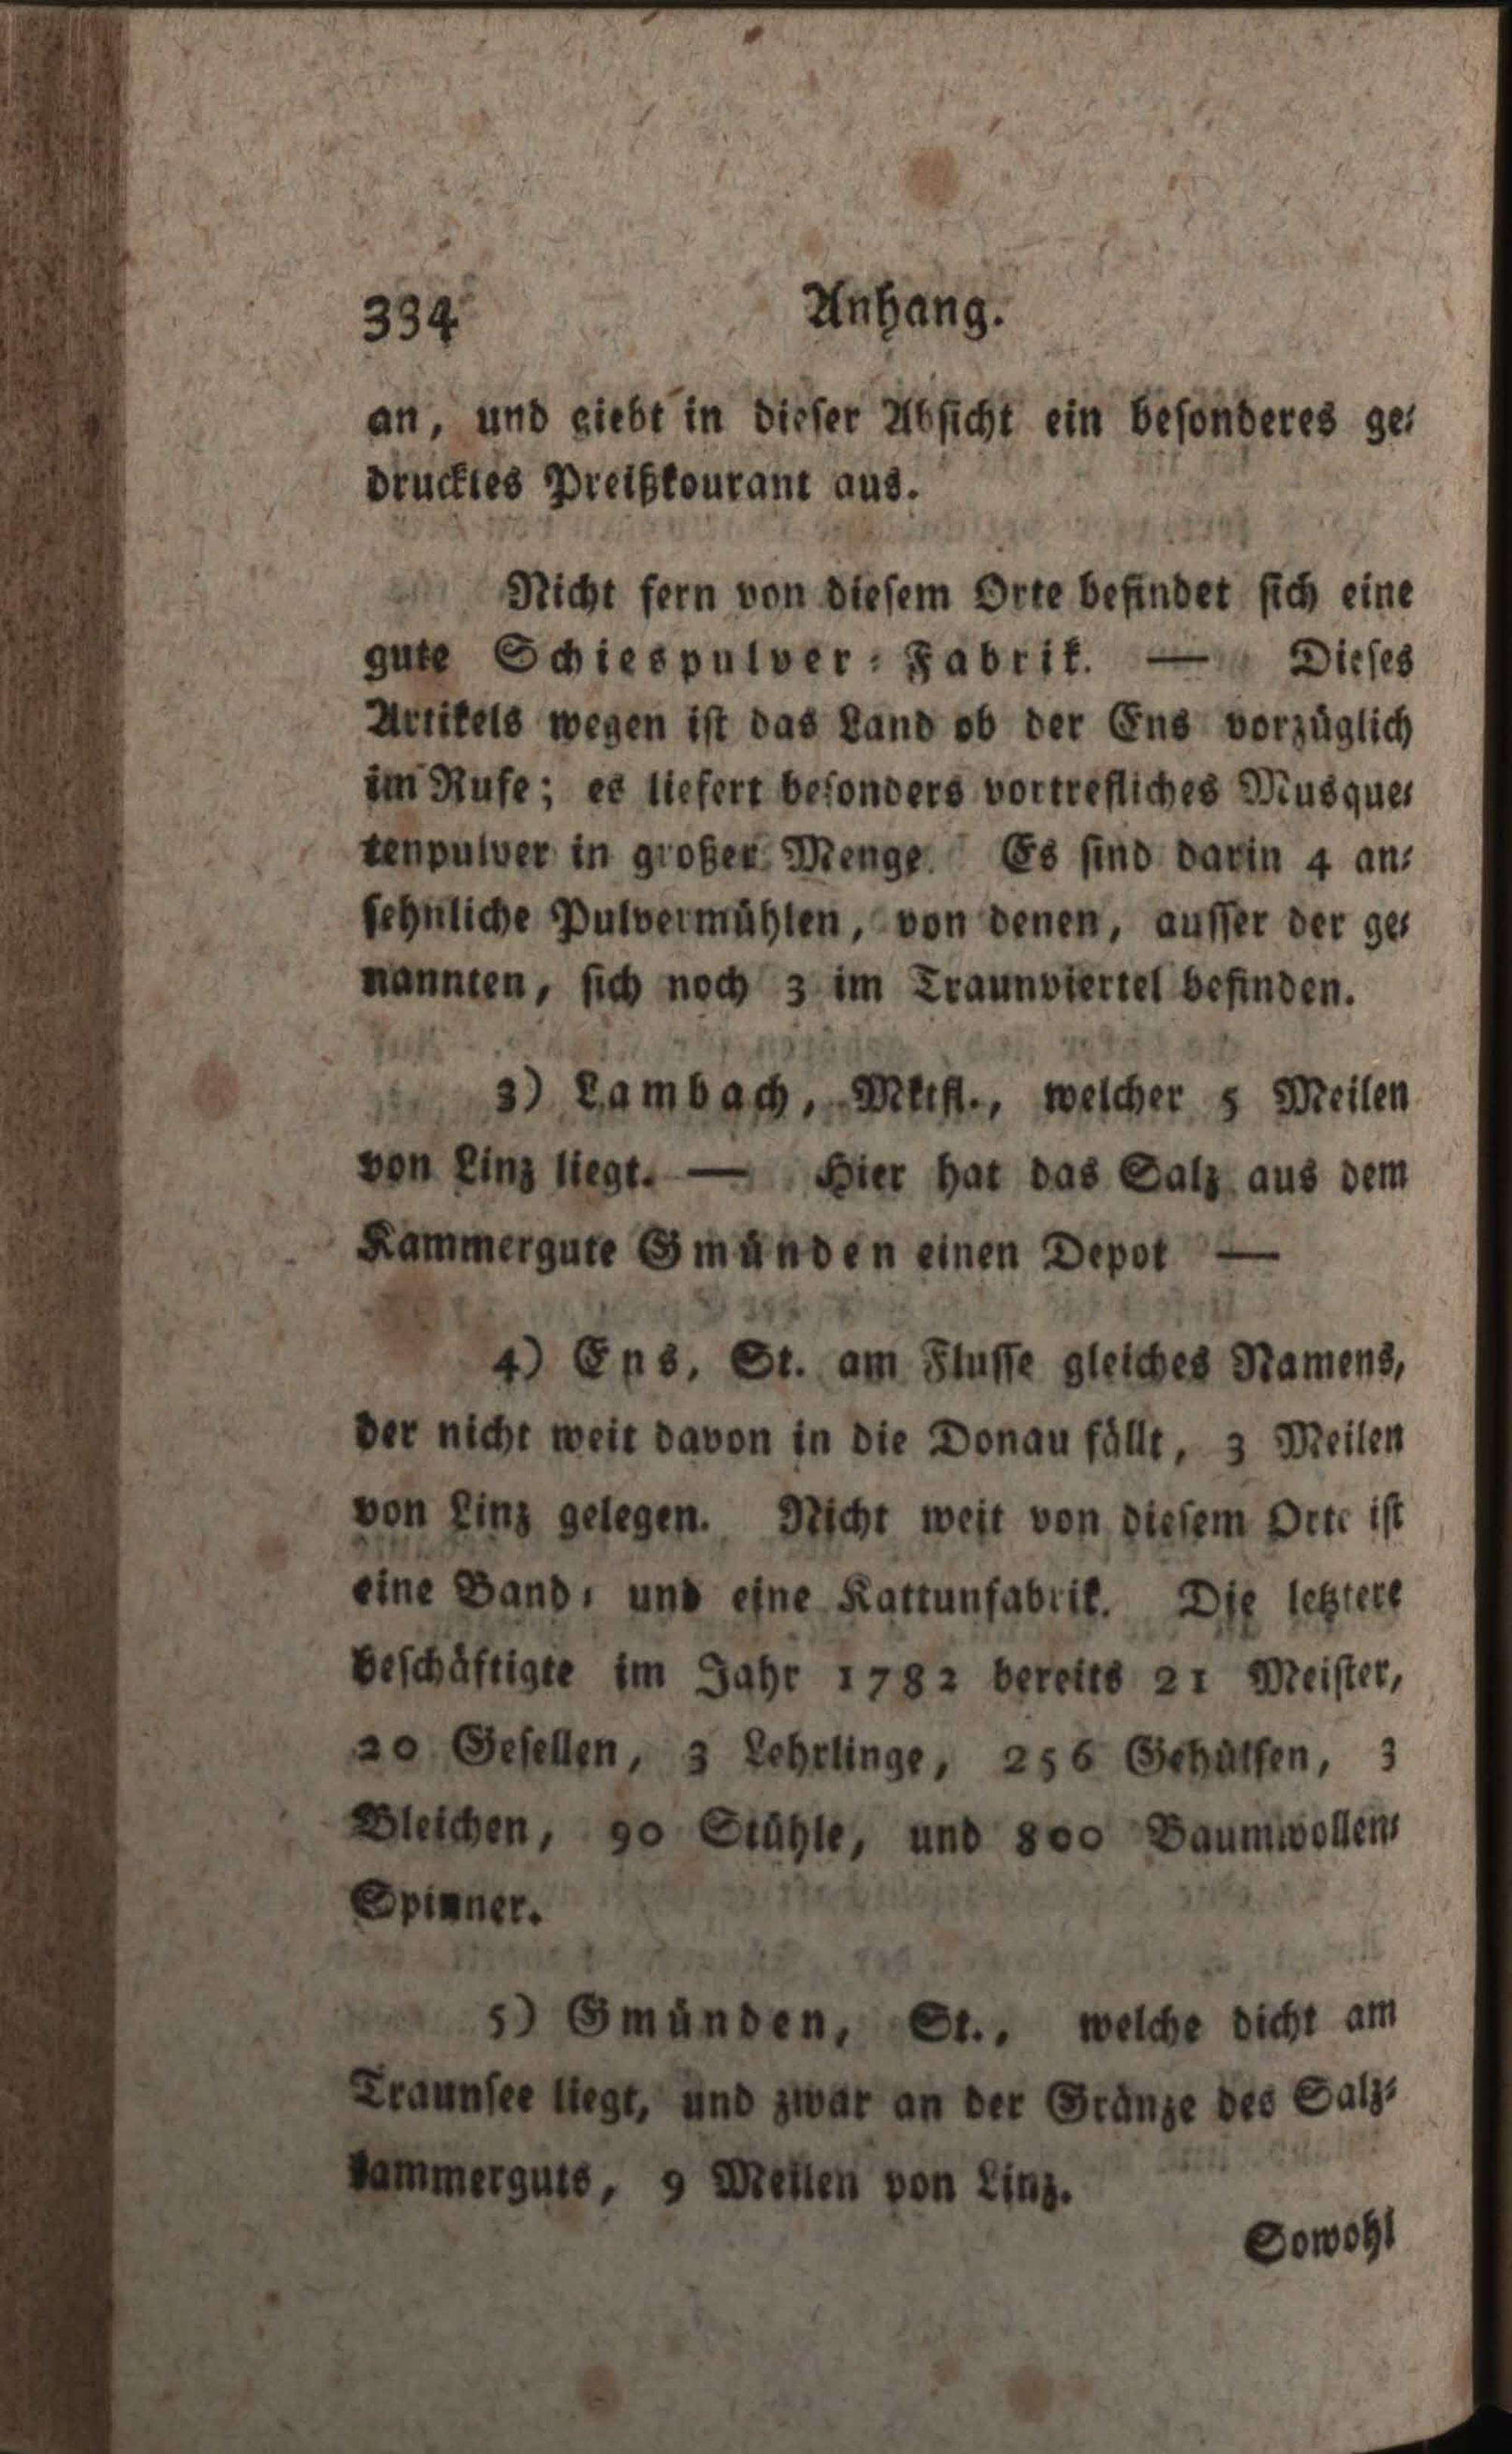 334 Anhang.
an, und giebt in dieser Absicht ein besonderes ge-
drucktes Preißkourant aus.
Nicht fern von diesem Orte befindet sich eine
gute Schiespulver-Fabrik. — Dieses
Artikels wegen ist das Land ob der Ens vorzüglich
im Rufe; es liefert besonders vortrefliches Musque-
tenpulver in großer Menge. Es sind darin 4 an-
sehnliche Pulvermühlen, von denen, ausser der ge-
nannten, sich noch 3 im Traunviertel befinden.
3) Lambach, Mktfl., welcher 5 Meilen
von Linz liegt. — Hier hat das Salz aus dem
Kammergute Gmünden einen Depot —
4) Ens, St. am Flusse gleiches Namens,
der nicht weit davon in die Donau fällt, 3 Meilen
von Linz gelegen. Nicht weit von diesem Orte ist
eine Band- und eine Kattunfabrik. Die letztere
beschäftigte im Jahr 1782 bereits 21 Meister,
20 Gesellen, 3 Lehrlinge, 256 Gehülfen, 3
Bleichen, 90 Stühle, und 800 Baumwollen-
Spinner.
5) Gmünden, St., welche dicht am
Traunsee liegt, und zwar an der Gränze des Salz-
kammerguts, 9 Meilen von Linz.
Sowohl